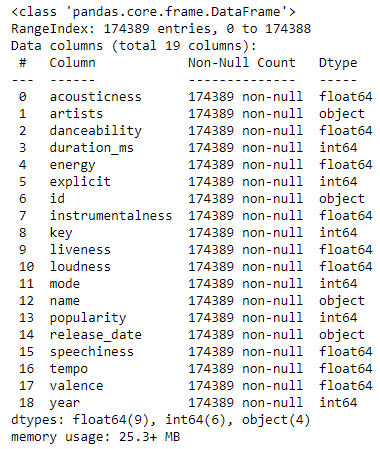 <class 'pandas.core.frame.DataFrame'>
RangeIndex: 174389 entries, 0 to 174388
Data columns (total 19 columns):
 #   Column            Non-Null Count   Dtype
---  ------            --------------   -----
 0   acousticness      174389 non-null  float64
 1   artists           174389 non-null  object
 2   danceability      174389 non-null  float64
 3   duration_ms       174389 non-null  int64
 4   energy            174389 non-null  float64
 5   explicit          174389 non-null  int64
 6   id                174389 non-null  object
 7   instrumentalness  174389 non-null  float64
 8   key               174389 non-null  int64
 9   liveness          174389 non-null  float64
 10  loudness          174389 non-null  float64
 11  mode              174389 non-null  int64
 12  name              174389 non-null  object
 13  popularity        174389 non-null  int64
 14  release_date      174389 non-null  object
 15  speechiness       174389 non-null  float64
 16  tempo             174389 non-null  float64
 17  valence           174389 non-null  float64
 18  year              174389 non-null  int64
dtypes: float64(9), int64(6), object(4)
memory usage: 25.3+ MB